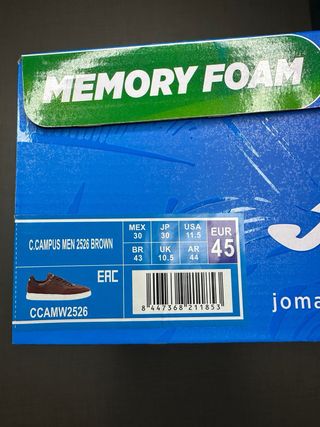 MEMORY FOAM
C.CAMPUS MEN 2526 BROWN
MEX 30
JP 30
USA 11.5
EUR 45
BR 43
UK 10.5
AR 44
EAC
CCAMW2526
8 447368 211853
joma